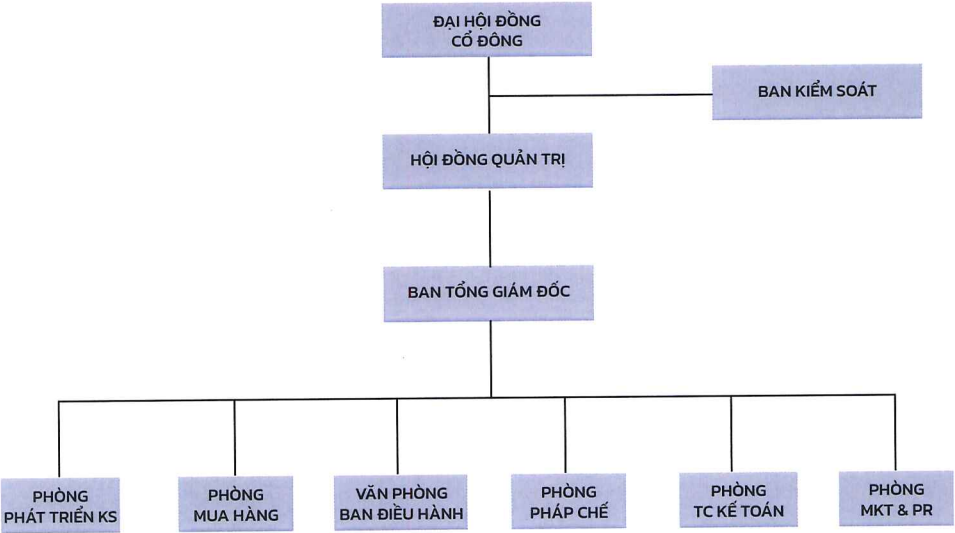 ĐẠI HỘI ĐỒNG
CỔ ĐÔNG
BAN KIỂM SOÁT
HỘI ĐỒNG QUẢN TRỊ
BAN TỔNG GIÁM ĐỐC
PHÒNG
PHÁT TRIỂN KS
PHÒNG
MUA HÀNG
VĂN PHÒNG
BAN ĐIỀU HÀNH
PHÒNG
PHÁP CHẾ
PHÒNG
TC KẾ TOÁN
PHÒNG
MKT & PR